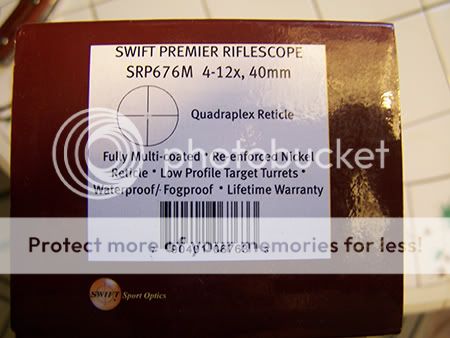 SWIFT PREMIER RIFLESCOPE
SRP676M 4-12x, 40mm
Quadraplex Reticle
Fully Multi-coated • Re-enforced Nickel
Reticle • Low Profile Target Turrets •
Waterproof/ Fogproof • Lifetime Warranty
photobucket
Protect more of your memories for less!
SWIFT Sport Optics